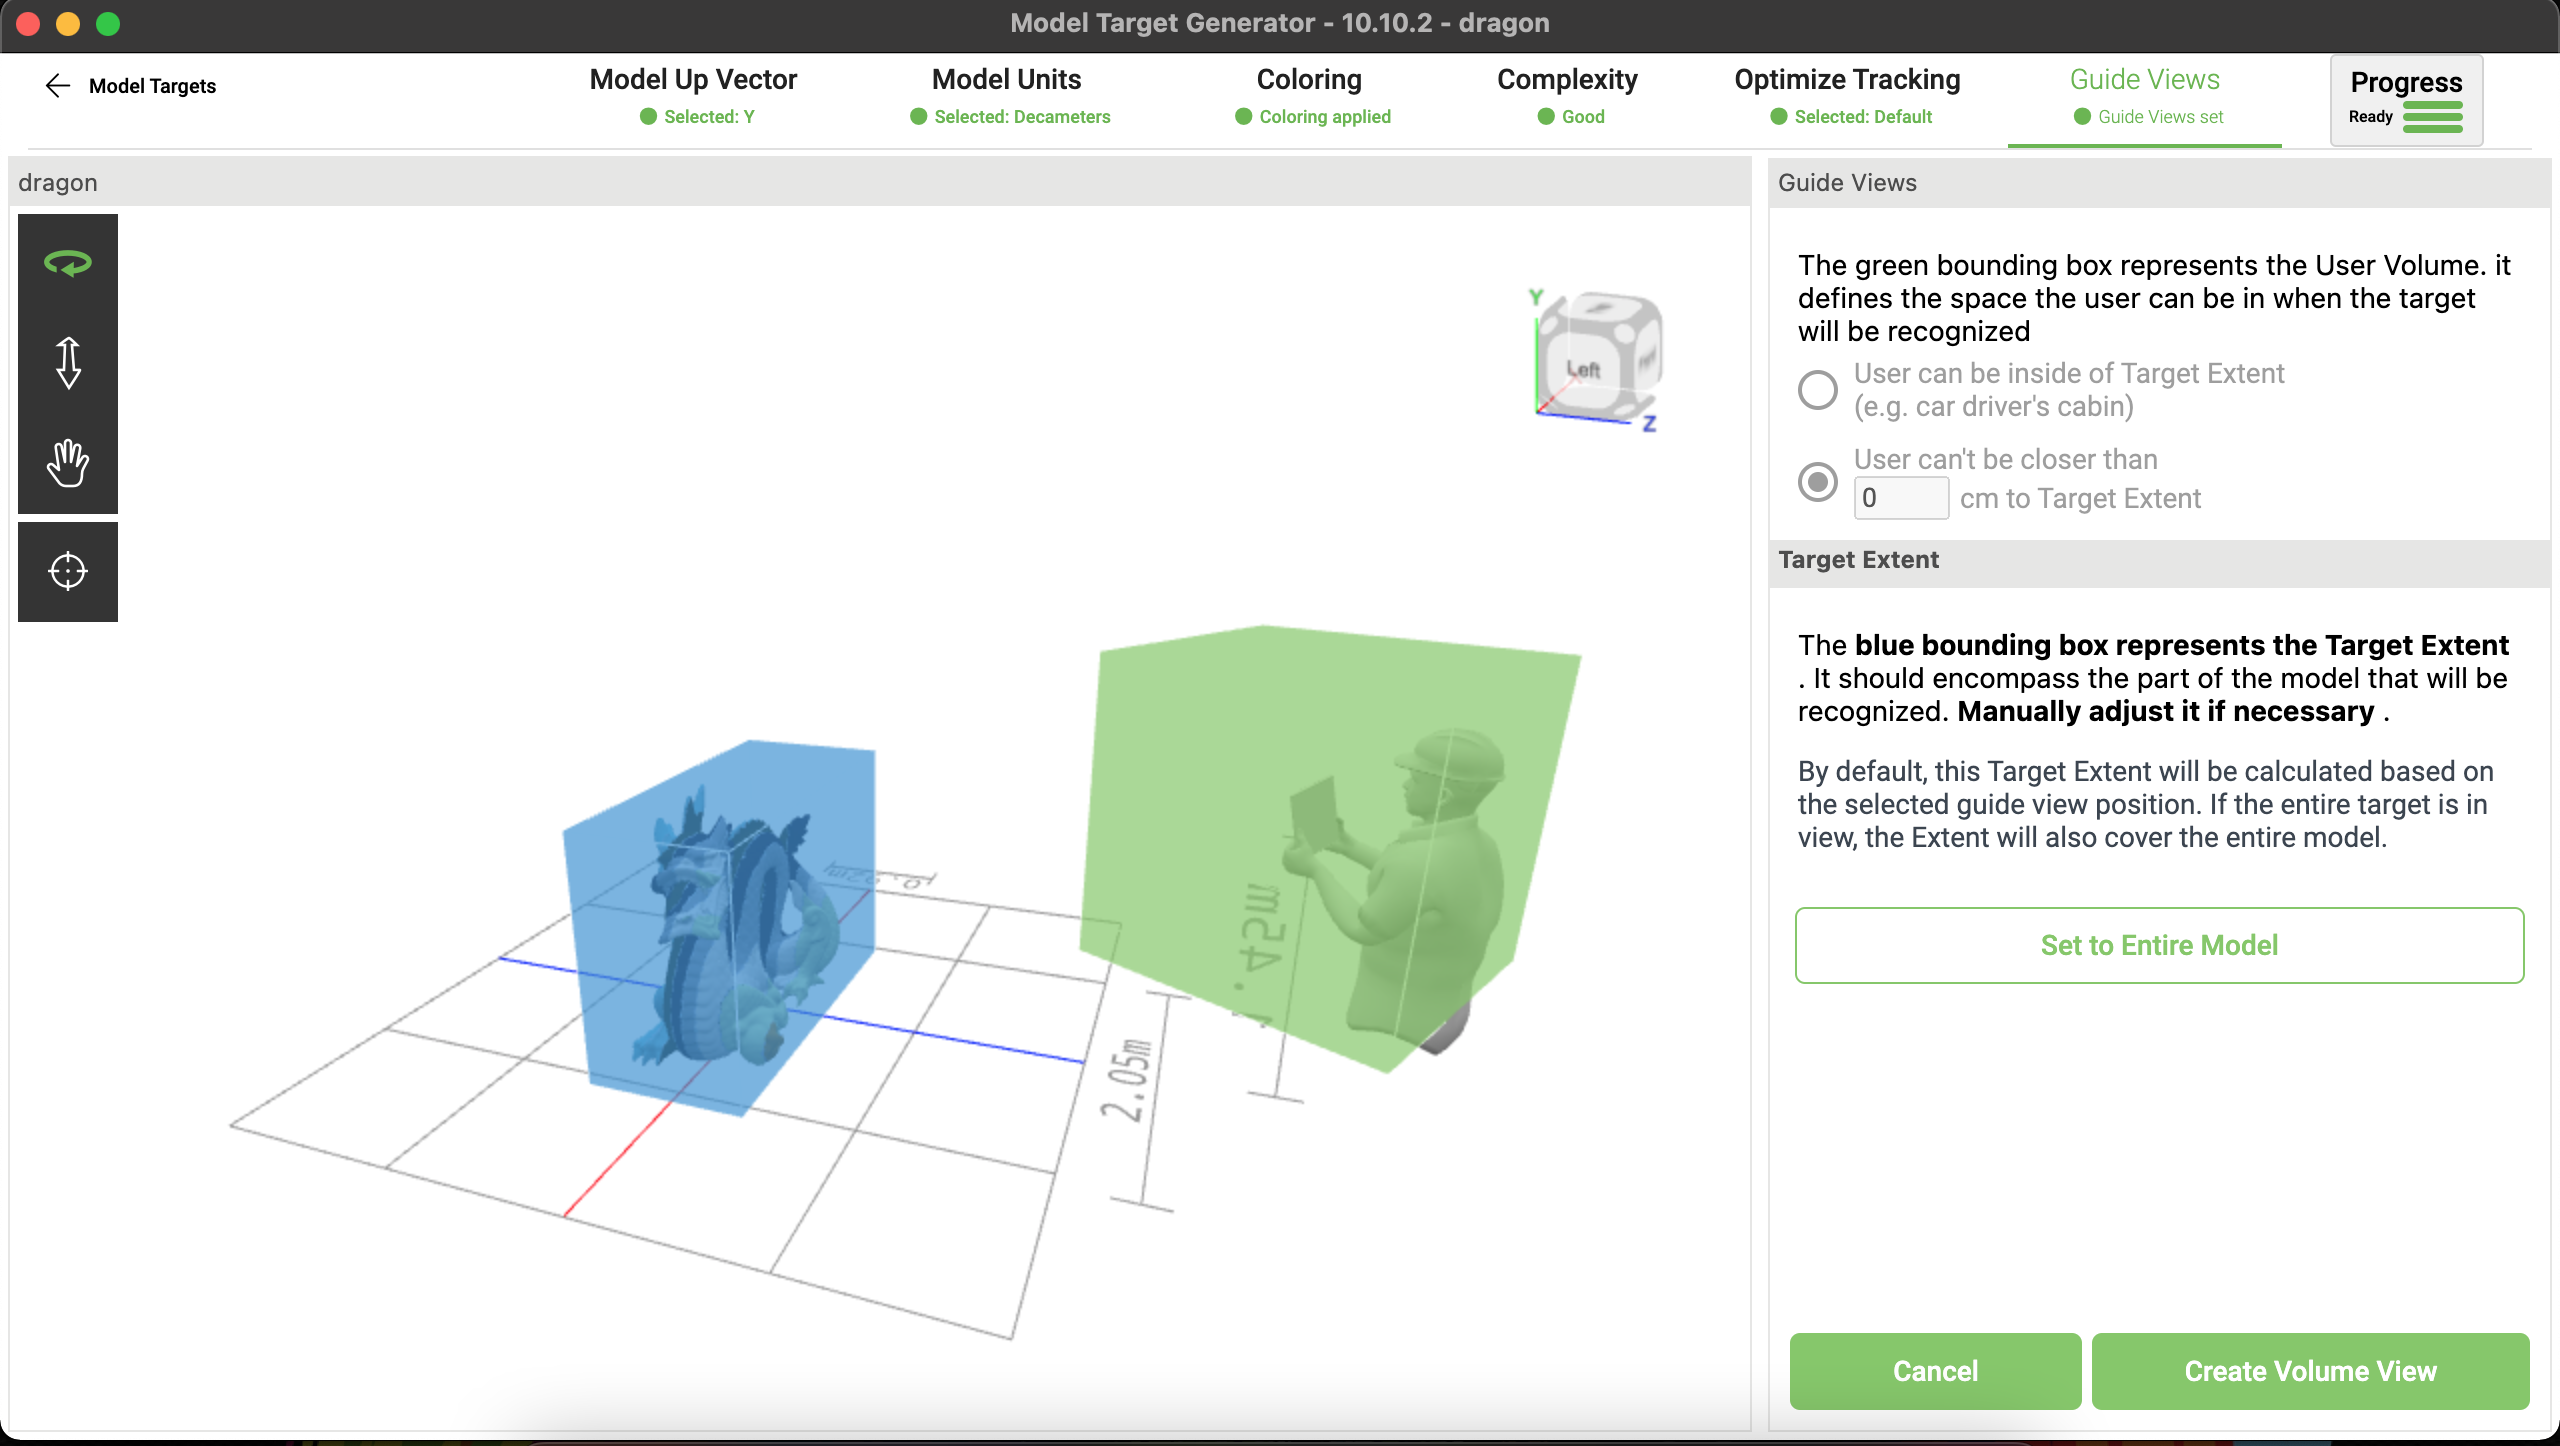 Model Target Generator - 10.10.2 - dragon
Model Targets
Model Up Vector
Selected: Y
Model Units
Selected: Decameters
Coloring
Coloring applied
Complexity
Good
Optimize Tracking
Selected: Default
Guide Views
Guide Views set
Progress
Ready
dragon
Y
Left
Z
2.05m
Guide Views
The green bounding box represents the User Volume. it
defines the space the user can be in when the target
will be recognized
User can be inside of Target Extent
(e.g. car driver's cabin)
User can't be closer than
0 cm to Target Extent
Target Extent
The blue bounding box represents the Target Extent
. It should encompass the part of the model that will be
recognized. Manually adjust it if necessary .
By default, this Target Extent will be calculated based on
the selected guide view position. If the entire target is in
view, the Extent will also cover the entire model.
Set to Entire Model
Cancel
Create Volume View